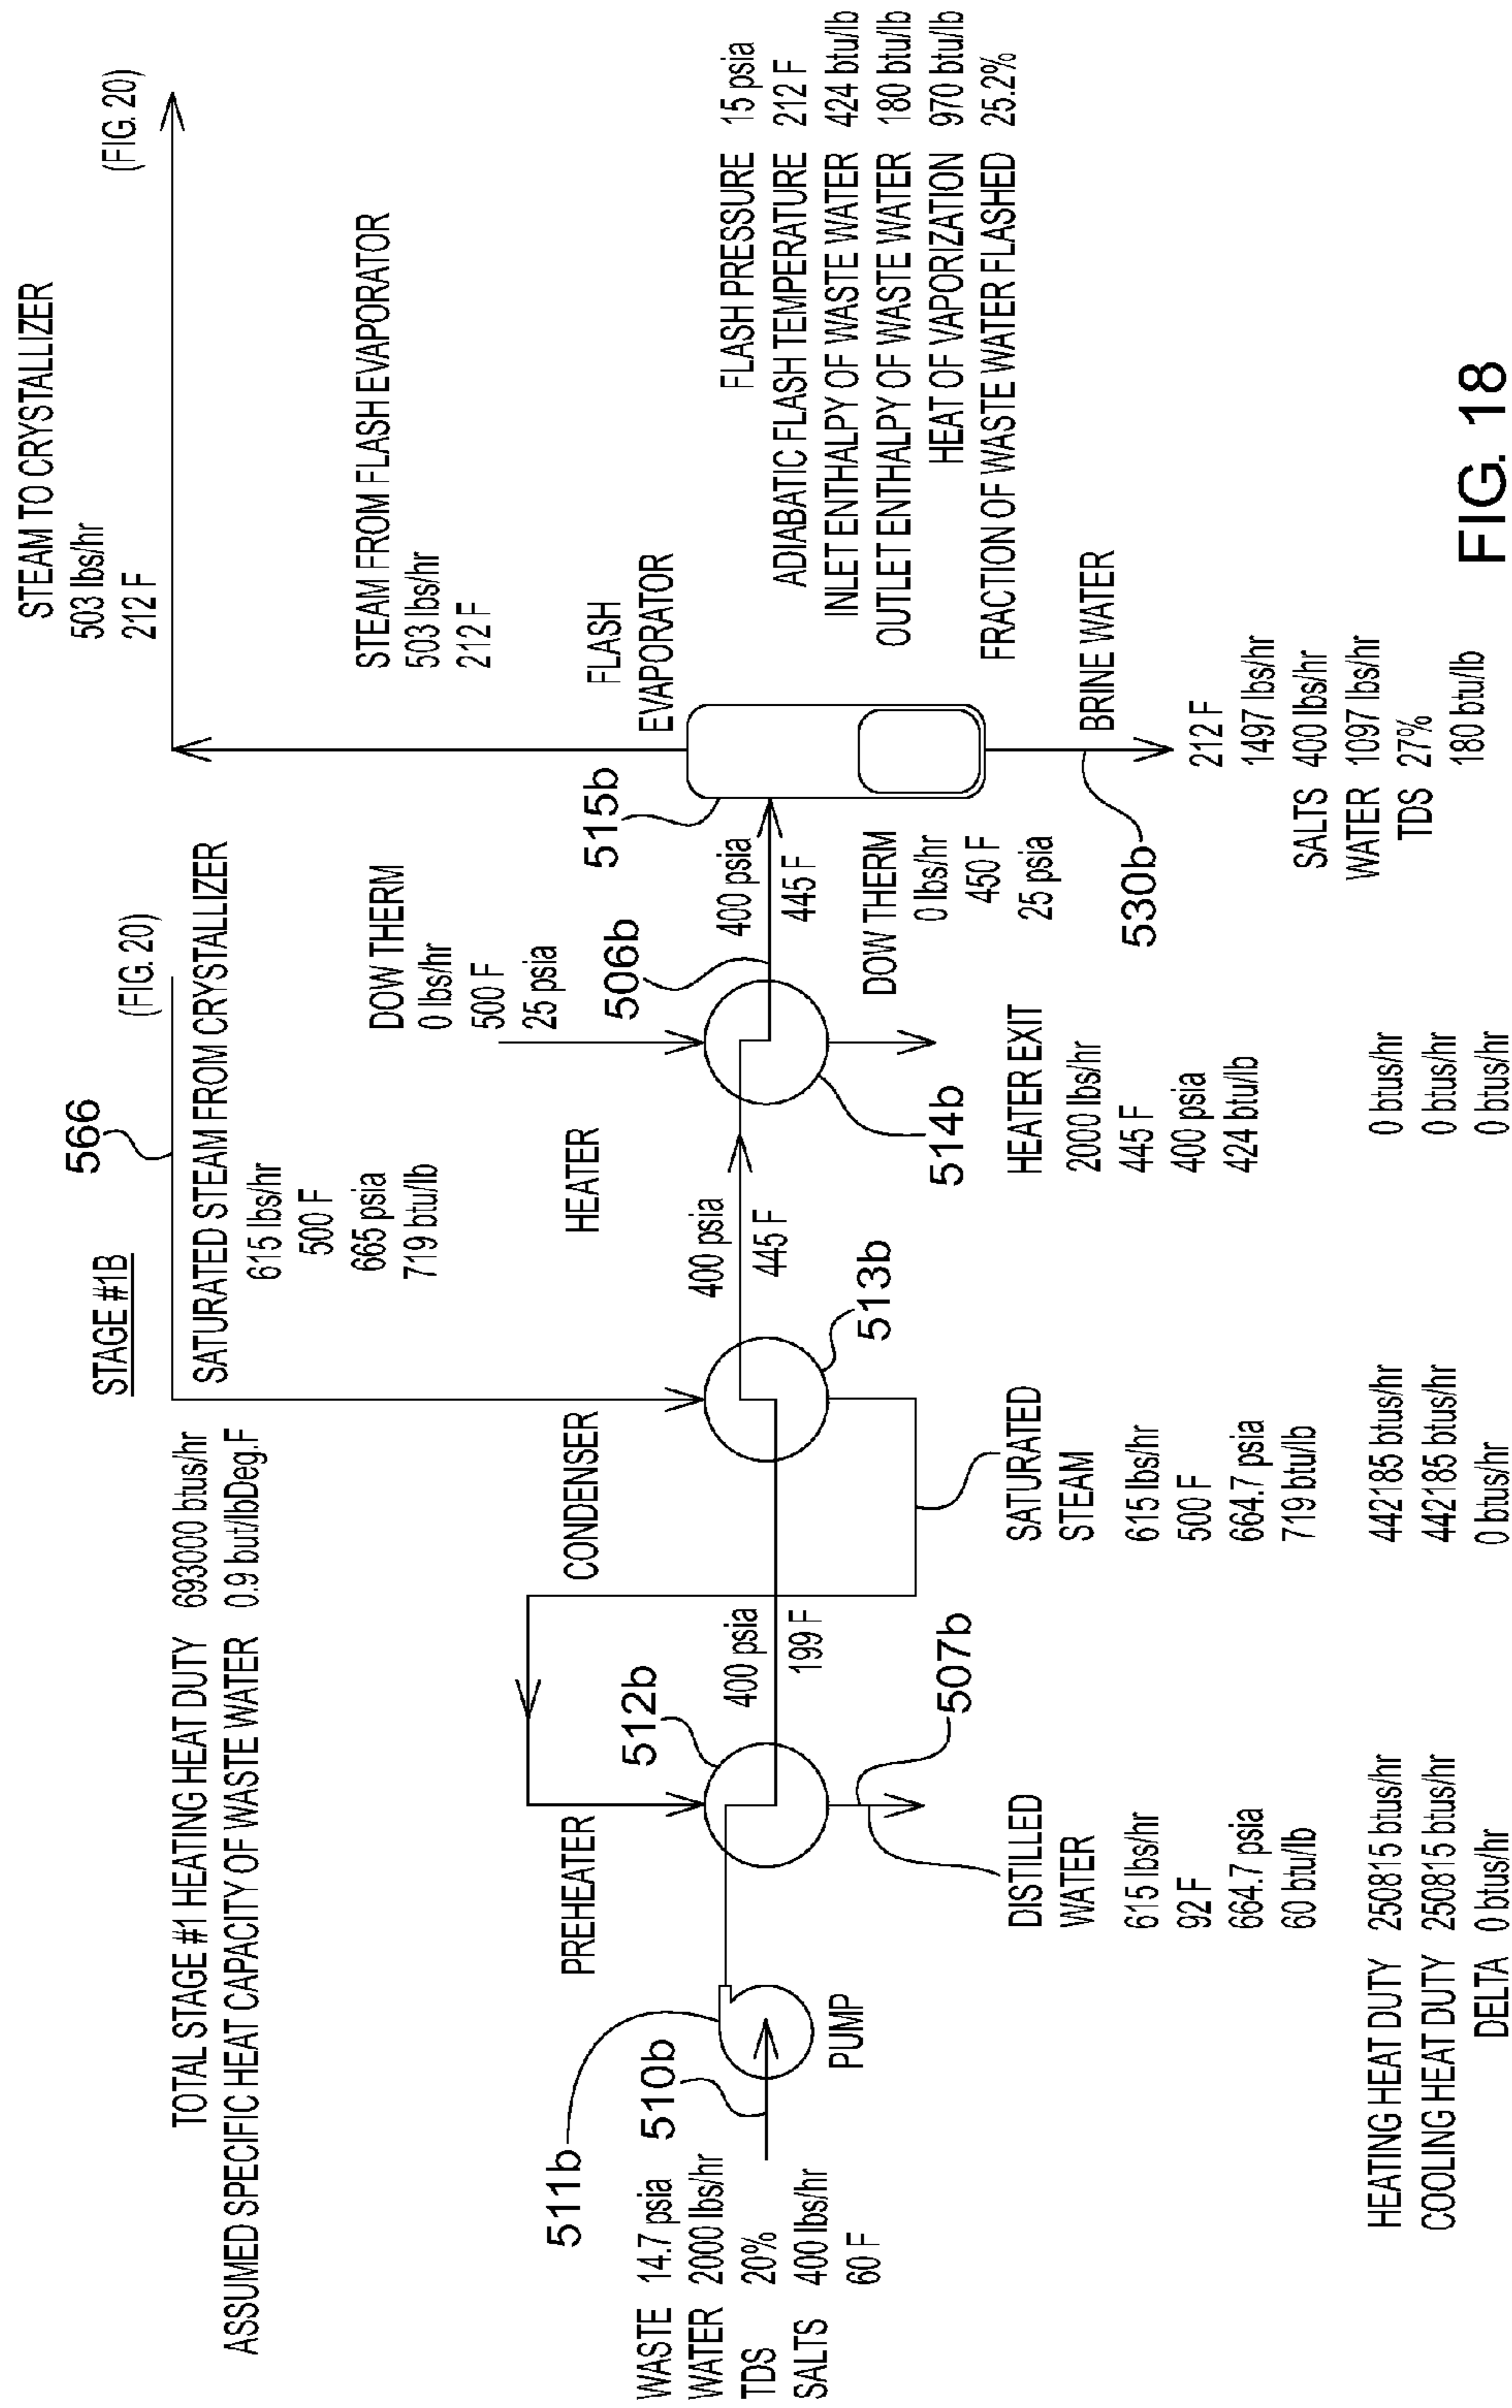 STAGE #1B
566
(FIG. 20)
STEAM TO CRYSTALLIZER
503 lbs/hr
212 F
(FIG. 20)
TOTAL STAGE #1 HEATING HEAT DUTY 693000 btus/hr
ASSUMED SPECIFIC HEAT CAPACITY OF WASTE WATER 0.9 but/lbDeg.F
SATURATED STEAM FROM CRYSTALLIZER
615 lbs/hr
500 F
665 psia
719 btu/lb
STEAM FROM FLASH EVAPORATOR
503 lbs/hr
212 F
DOW THERM
0 lbs/hr
500 F
25 psia
511b
PREHEATER
CONDENSER
HEATER
FLASH
EVAPORATOR
510b
512b
506b
515b
WASTE 14.7 psia
WATER 2000 lbs/hr
TDS 20%
SALTS 400 lbs/hr
60 F
PUMP
400 psia
199 F
400 psia
445 F
400 psia
445 F
507b
513b
514b
DOW THERM
0 lbs/hr
450 F
25 psia
530b
BRINE WATER
FLASH PRESSURE 15 psia
ADIABATIC FLASH TEMPERATURE 212 F
INLET ENTHALPY OF WASTE WATER 424 btu/lb
OUTLET ENTHALPY OF WASTE WATER 180 btu/lb
HEAT OF VAPORIZATION 970 btu/lb
FRACTION OF WASTE WATER FLASHED 25.2%
DISTILLED
WATER
615 lbs/hr
92 F
664.7 psia
60 btu/lb
SATURATED
STEAM
615 lbs/hr
500 F
664.7 psia
719 btu/lb
HEATER EXIT
2000 lbs/hr
445 F
400 psia
424 btu/lb
212 F
1497 lbs/hr
SALTS 400 lbs/hr
WATER 1097 lbs/hr
TDS 27%
180 btu/lb
HEATING HEAT DUTY 250815 btus/hr 442185 btus/hr 0 btus/hr
COOLING HEAT DUTY 250815 btus/hr 442185 btus/hr 0 btus/hr
DELTA 0 btus/hr 0 btus/hr 0 btus/hr
FIG. 18